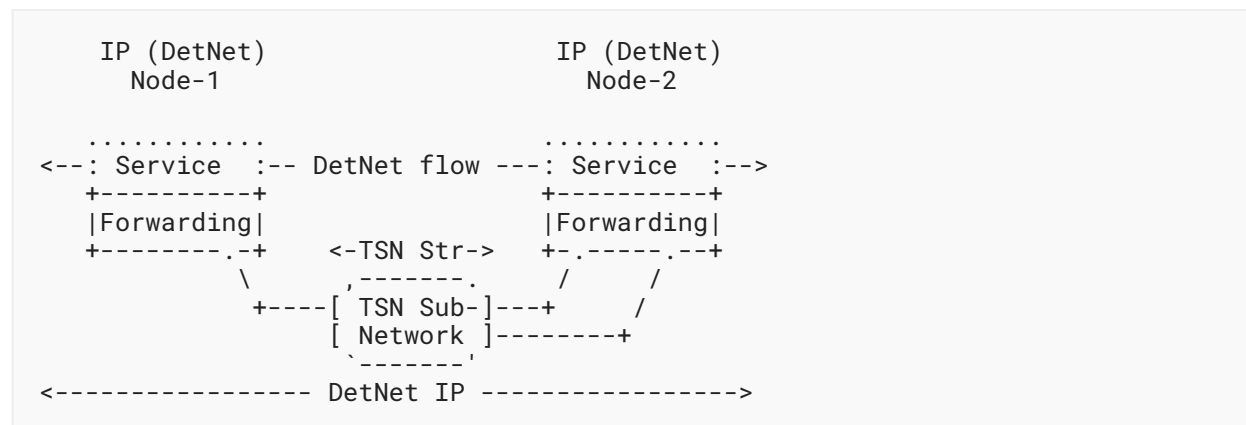 IP (DetNet)                   IP (DetNet)
      Node-1                        Node-2

   ............                  ............
<--: Service  :-- DetNet flow ---: Service  :-->
   +----------+                  +----------+
   |Forwarding|                  |Forwarding|
   +--------.-+    <-TSN Str->   +-.-----.--+
             \      ,-------.     /     /
              +----[ TSN Sub-]---+     /
                   [ Network ]--------+
                    `-------'
<----------------- DetNet IP ----------------->